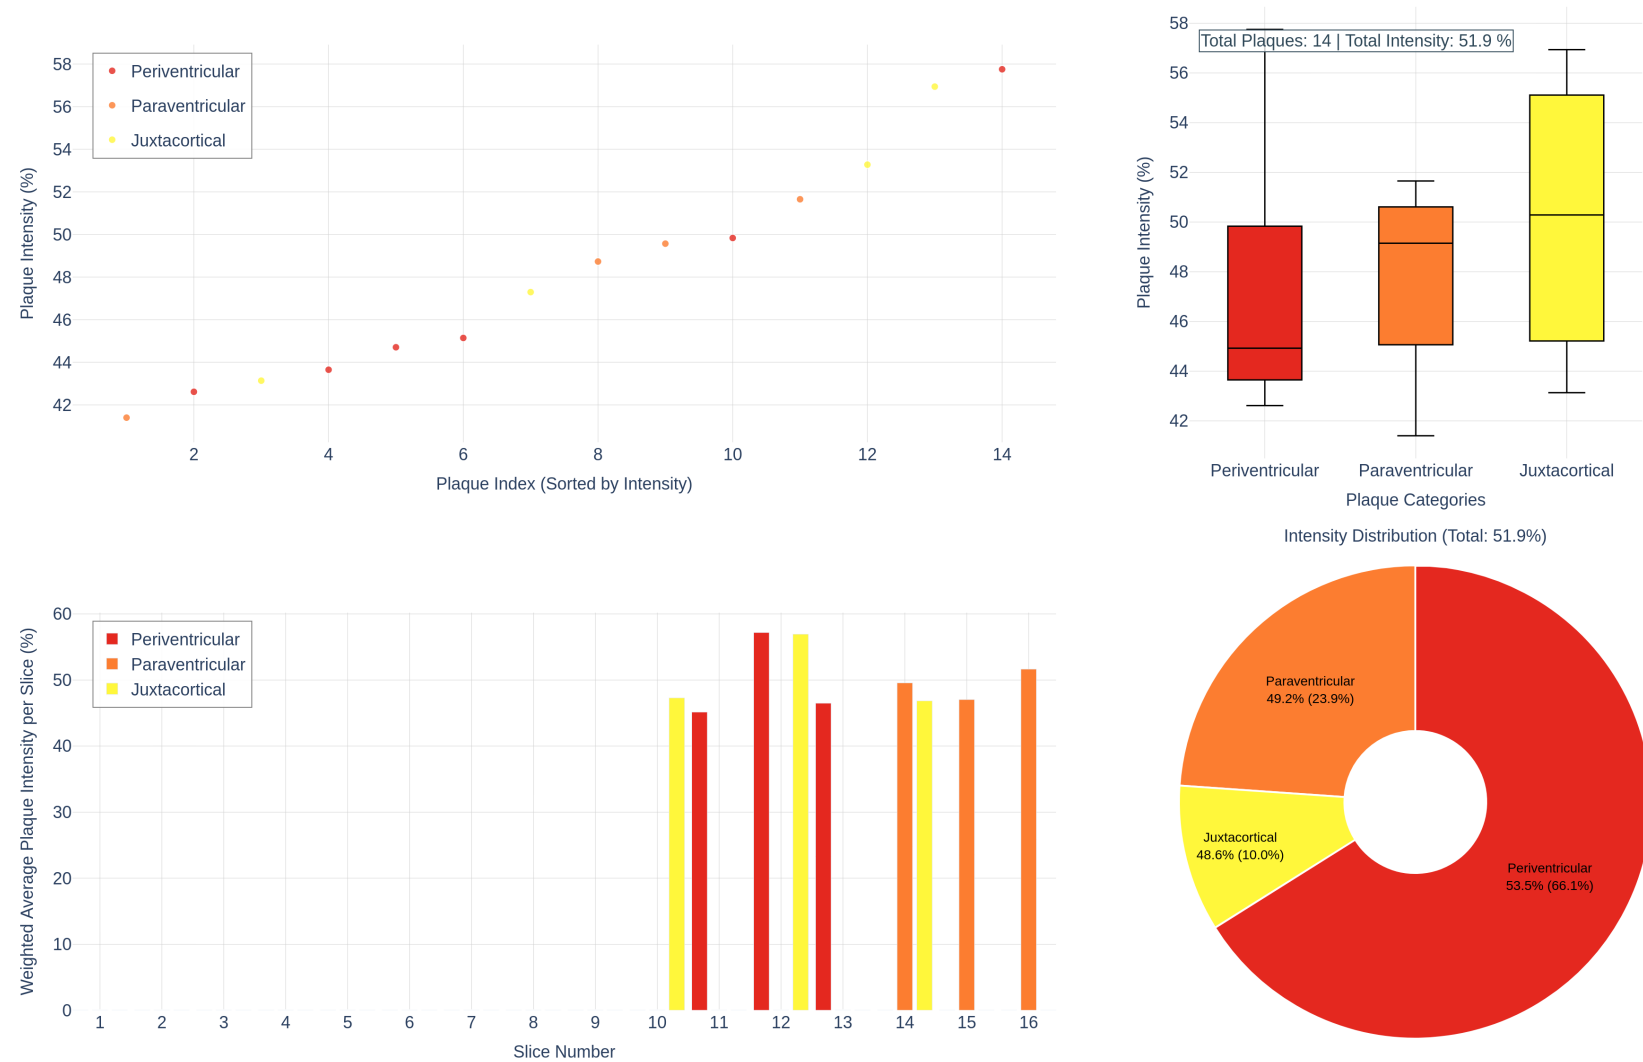 58
56
54
52
50
48
46
44
42
Plaque Intensity (%)
Periventricular
Paraventricular
Juxtacortical
2 4 6 8 10 12 14
Plaque Index (Sorted by Intensity)
58
56
54
52
50
48
46
44
42
Plaque Intensity (%)
Total Plaques: 14 | Total Intensity: 51.9 %
Periventricular Paraventricular Juxtacortical
Plaque Categories
60
50
40
30
20
10
0
Weighted Average Plaque Intensity per Slice (%)
Periventricular
Paraventricular
Juxtacortical
1 2 3 4 5 6 7 8 9 10 11 12 13 14 15 16
Slice Number
Intensity Distribution (Total: 51.9%)
Paraventricular
49.2% (23.9%)
Juxtacortical
48.6% (10.0%)
Periventricular
53.5% (66.1%)